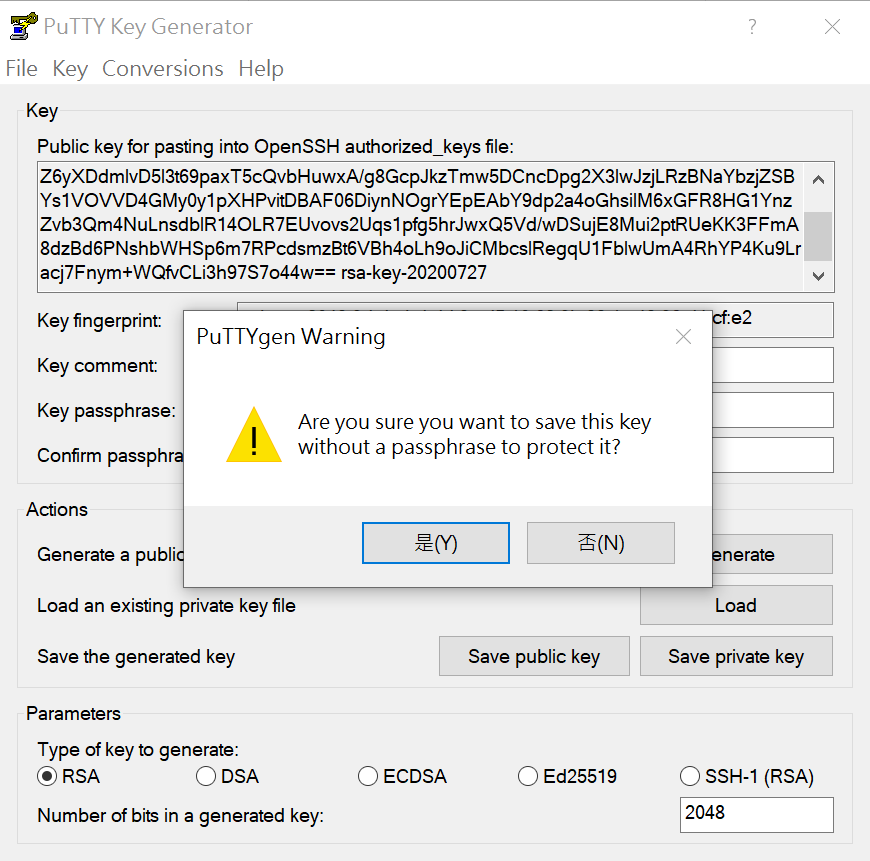 PuTTY Key Generator
?
File Key Conversions Help
Key
Public key for pasting into OpenSSH authorized_keys file:
Z6yXDdmlvD5l3t69paxT5cQvbHuwxA/g8GcpJkzTmw5DCncDpg2X3lwJzjLRzBNaYbzjZSB
Ys1VOVVD4GMy0y1pXHPvitDBAF06DiynNOgrYEpEAbY9dp2a4oGhsilM6xGFR8HG1Ynz
Zvb3Qm4NuLnsdblR14OLR7EUvovs2Uqs1pfg5hrJwxQ5Vd/wDSujE8Mui2ptRUeKK3FFmA
8dzBd6PNshbWHSp6m7RPcdsmzBt6VBh4oLh9oJiCMbcslRegqU1FblwUmA4RhYP4Ku9Lr
acj7Fnym+WQfvCLi3h97S7o44w== rsa-key-20200727
Key fingerprint:
cf:e2
Key comment:
Key passphrase:
Confirm passphra
PuTTYgen Warning
Are you sure you want to save this key
without a passphrase to protect it?
是(Y) 否(N)
Actions
Generate a public
enerate
Load an existing private key file
Load
Save the generated key
Save public key
Save private key
Parameters
Type of key to generate:
RSA DSA ECDSA Ed25519 SSH-1 (RSA)
Number of bits in a generated key:
2048